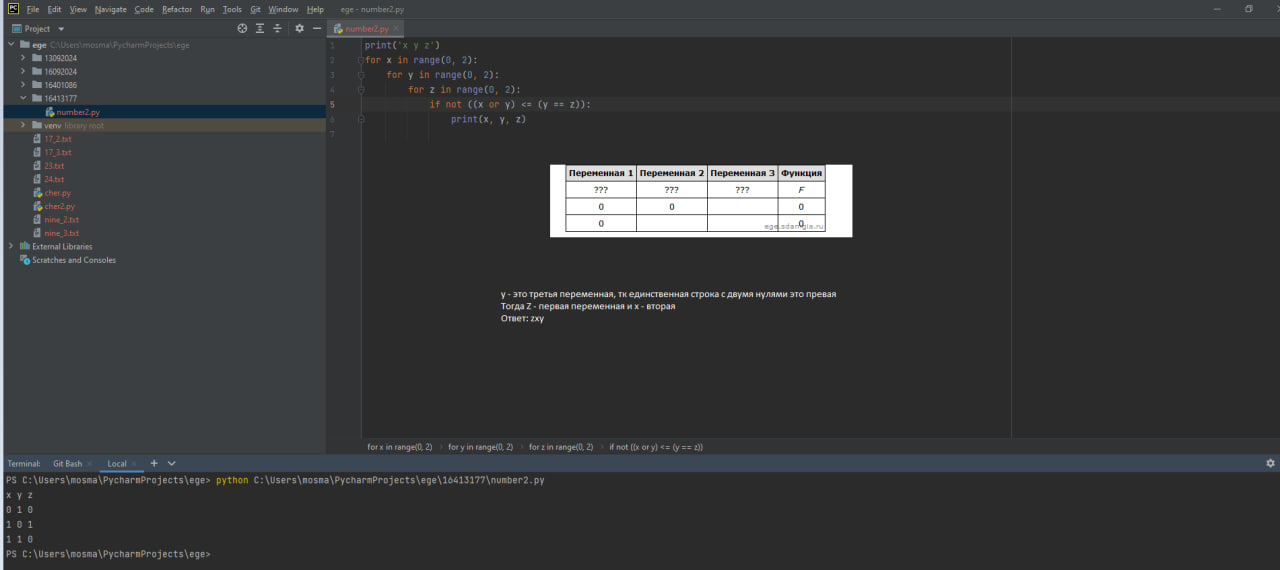 PC File Edit View Navigate Code Refactor Run Tools Git Window Help ege - number2.py
Project
number2.py
ege C:\Users\mosma\PycharmProjects\ege
13092024
16092024
16401086
16413177
number2.py
venv library root
17_2.txt
17_3.txt
23.txt
24.txt
cher.py
cher2.py
nine_2.txt
nine_3.txt
External Libraries
Scratches and Consoles
1 print('x y z')
2 for x in range(0, 2):
3 for y in range(0, 2):
4 for z in range(0, 2):
5 if not ((x or y) <= (y == z)):
6 print(x, y, z)
7
Переменная 1 Переменная 2 Переменная 3 Функция
??? ??? ??? F
0 0 0
0 0
ege.sdamgia.ru
y - это третья переменная, тк единственная строка с двумя нулями это превая
Тогда Z - первая переменная и x - вторая
Ответ: zxy
for x in range(0, 2) for y in range(0, 2) for z in range(0, 2) if not ((x or y) <= (y == z))
Terminal: Git Bash Local
PS C:\Users\mosma\PycharmProjects\ege> python C:\Users\mosma\PycharmProjects\ege\16413177\number2.py
x y z
0 1 0
1 0 1
1 1 0
PS C:\Users\mosma\PycharmProjects\ege>